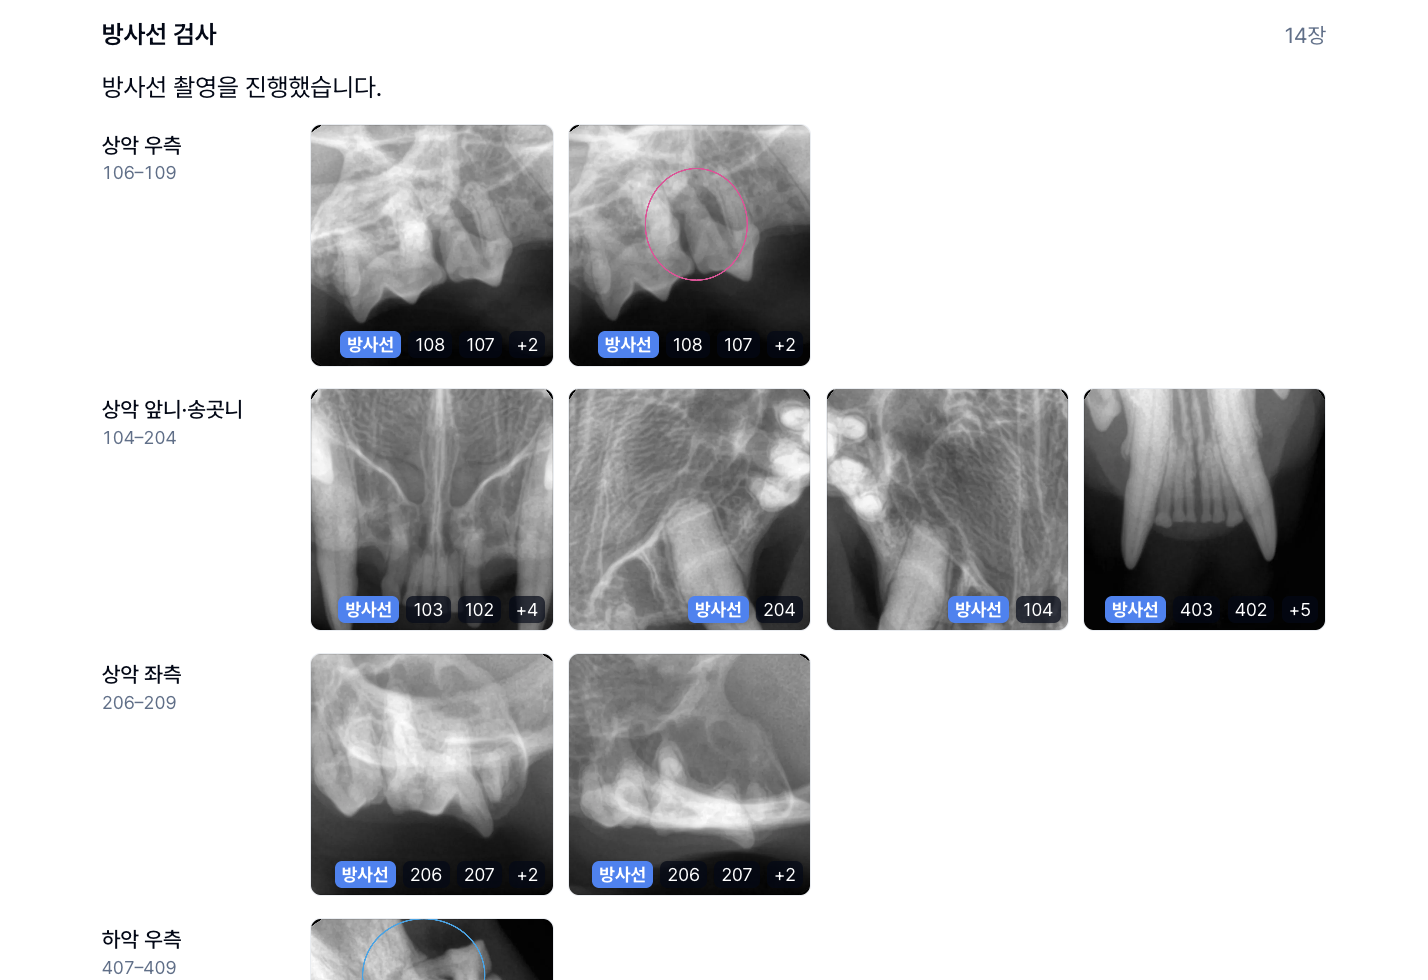 방사선 검사
14장
방사선 촬영을 진행했습니다.
상악 우측
106–109
방사선 108 107 +2
방사선 108 107 +2
상악 앞니·송곳니
104–204
방사선 103 102 +4
방사선 204
방사선 104
방사선 403 402 +5
상악 좌측
206–209
방사선 206 207 +2
방사선 206 207 +2
하악 우측
407–409